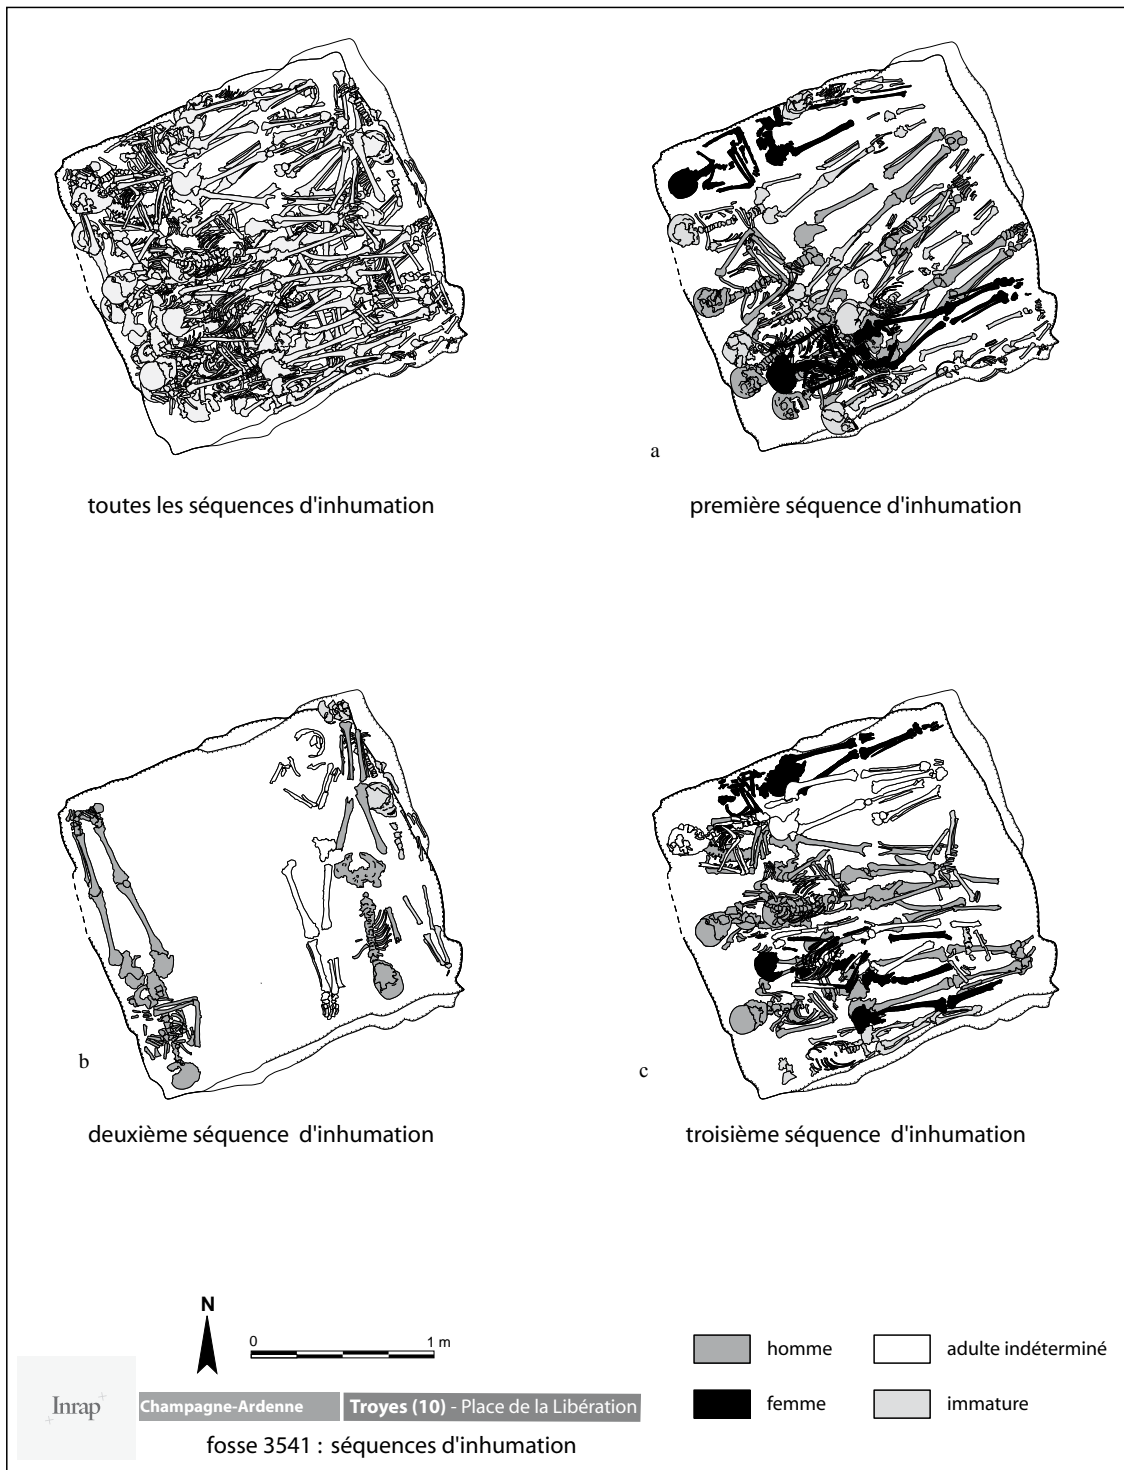 toutes les séquences d'inhumation
a
première séquence d'inhumation
b
deuxième séquence d'inhumation
c
troisième séquence d'inhumation
N
0 1 m
homme
adulte indéterminé
femme
immature
Inrap
Champagne-Ardenne
Troyes (10) - Place de la Libération
fosse 3541 : séquences d'inhumation